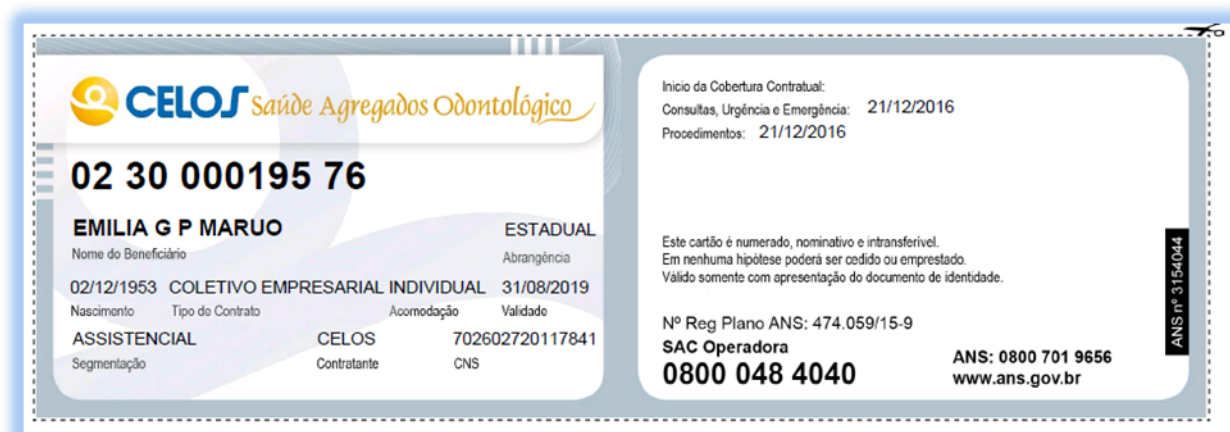 CELOS Saúde Agregados Odontológico
02 30 000195 76
EMILIA G P MARUO ESTADUAL
Nome do Beneficiário Abrangência
02/12/1953 COLETIVO EMPRESARIAL INDIVIDUAL 31/08/2019
Nascimento Tipo de Contrato Acomodação Validade
ASSISTENCIAL CELOS 702602720117841
Segmentação Contratante CNS
Inicio da Cobertura Contratual:
Consultas, Urgência e Emergência: 21/12/2016
Procedimentos: 21/12/2016
Este cartão é numerado, nominativo e intransferível.
Em nenhuma hipótese poderá ser cedido ou emprestado.
Válido somente com apresentação do documento de identidade.
Nº Reg Plano ANS: 474.059/15-9
SAC Operadora
0800 048 4040
ANS: 0800 701 9656
www.ans.gov.br
ANS nº 3154044